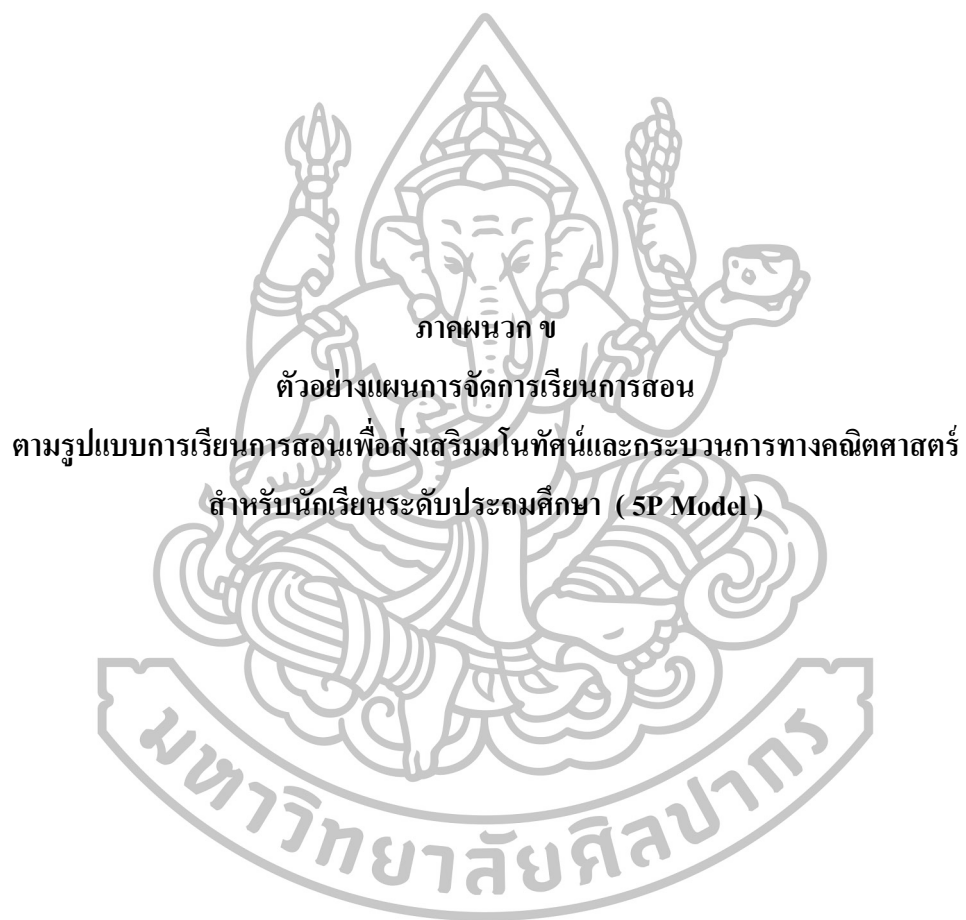 ภาคผนวก ข
ตัวอย่างแผนการจัดการเรียนการสอน
ตามรูปแบบการเรียนการสอนเพื่อส่งเสริมมโนทัศน์และกระบวนการทางคณิตศาสตร์
สำหรับนักเรียนระดับประถมศึกษา ( 5P Model )
มหาวิทยาลัยศิลปากร